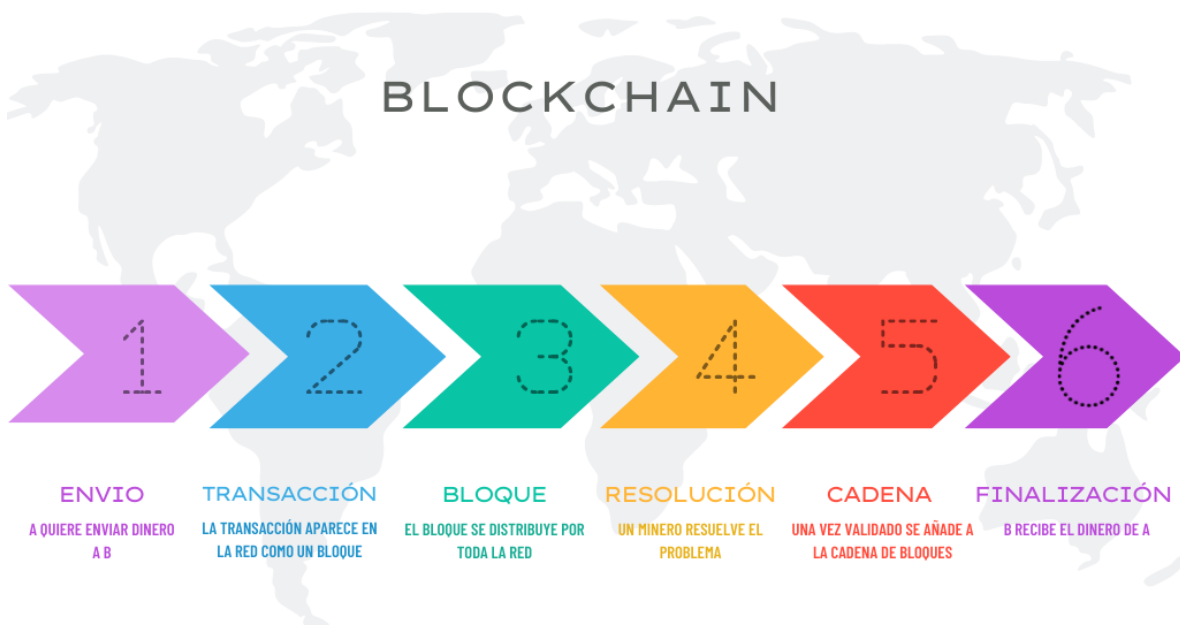 BLOCKCHAIN
1
2
3
4
5
6
ENVIO
A QUIERE ENVIAR DINERO
A B
TRANSACCIÓN
LA TRANSACCIÓN APARECE EN
LA RED COMO UN BLOQUE
BLOQUE
EL BLOQUE SE DISTRIBUYE POR
TODA LA RED
RESOLUCIÓN
UN MINERO RESUELVE EL
PROBLEMA
CADENA
UNA VEZ VALIDADO SE AÑADE A
LA CADENA DE BLOQUES
FINALIZACIÓN
B RECIBE EL DINERO DE A